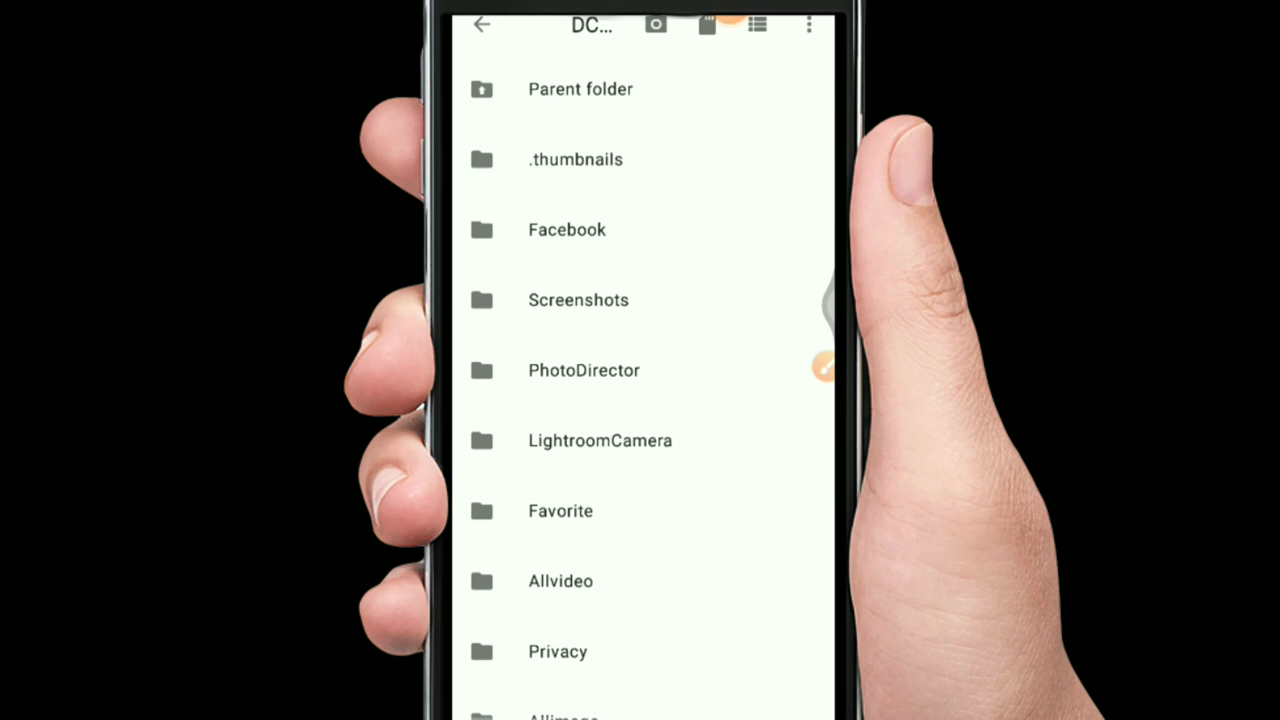 DC...
Parent folder
.thumbnails
Facebook
Screenshots
PhotoDirector
LightroomCamera
Favorite
Allvideo
Privacy